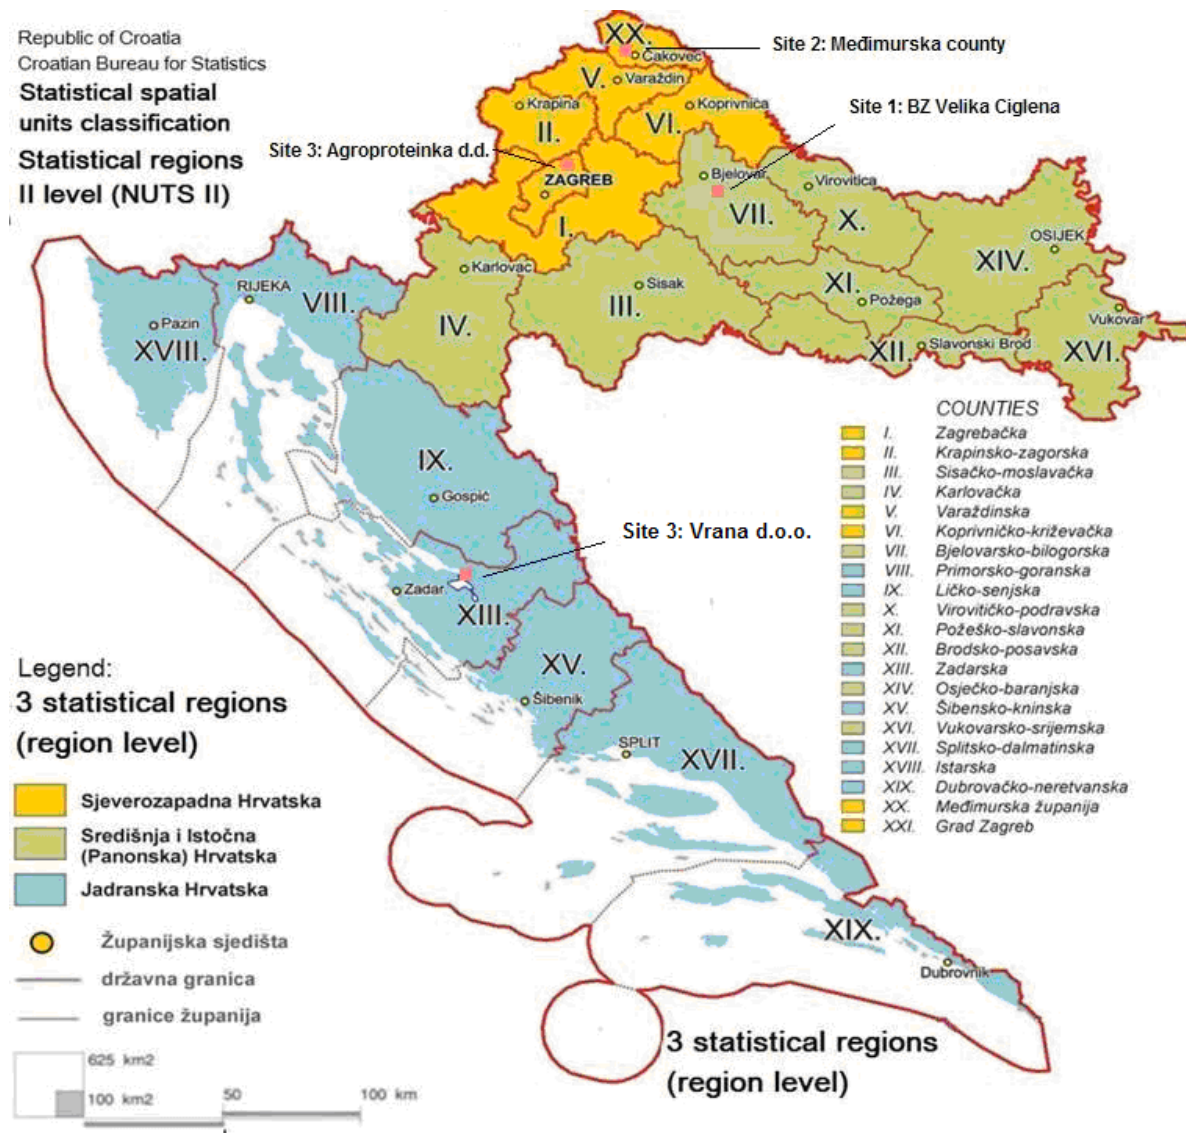 Republic of Croatia
Croatian Bureau for Statistics
Statistical spatial
units classification
Statistical regions
II level (NUTS II)
XX.
Čakovec
Site 2: Međimurska county
V.
Varaždin
Krapina
Koprivnica
Site 1: BZ Velika Ciglena
II.
VI.
Site 3: Agroproteinka d.d.
ZAGREB
Bjelovar
Virovitica
VII.
X.
I.
OSIJEK
XIV.
Karlovac
Sisak
XI.
Požega
RIJEKA
VIII.
III.
Vukovar
Pazin
XVIII.
IV.
XII.
Slavonski Brod
XVI.
IX.
Gospić
Site 3: Vrana d.o.o.
Zadar
XIII.
XV.
Šibenik
SPLIT
XVII.
XIX.
Dubrovnik
COUNTIES
I. Zagrebačka
II. Krapinsko-zagorska
III. Sisačko-moslavačka
IV. Karlovačka
V. Varaždinska
VI. Koprivničko-križevačka
VII. Bjelovarsko-bilogorska
VIII. Primorsko-goranska
IX. Ličko-senjska
X. Virovitičko-podravska
XI. Požeško-slavonska
XII. Brodsko-posavska
XIII. Zadarska
XIV. Osječko-baranjska
XV. Šibensko-kninska
XVI. Vukovarsko-srijemska
XVII. Splitsko-dalmatinska
XVIII. Istarska
XIX. Dubrovačko-neretvanska
XX. Međimurska županija
XXI. Grad Zagreb
Legend:
3 statistical regions
(region level)
Sjeverozapadna Hrvatska
Središnja i Istočna
(Panonska) Hrvatska
Jadranska Hrvatska
Županijska sjedišta
državna granica
granice županija
625 km2
100 km2
50
100 km
3 statistical regions
(region level)